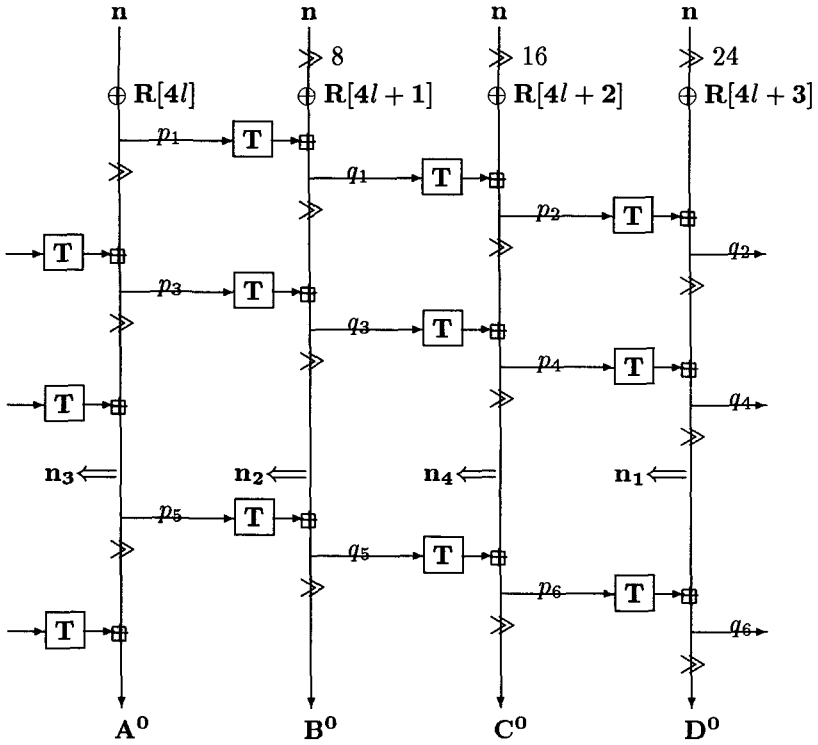 n n n n
≫ 8 ≫ 16 ≫ 24
⊕ R[4l] ⊕ R[4l + 1] ⊕ R[4l + 2] ⊕ R[4l + 3]
p₁ T
q₁ T
p₂ T
T q₂
p₃ T
q₃ T
p₄ T
T q₄
n₃⇐ n₂⇐ n₄⇐ n₁⇐
p₅ T
q₅ T
p₆ T
T q₆
A⁰ B⁰ C⁰ D⁰